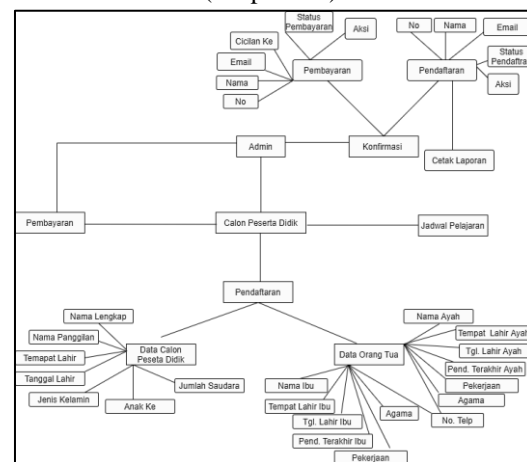 Status
Pembayaran
Aksi
No
Nama
Email
Cicilan Ke
Status
Pendaftra
Email
Pembayaran
Pendaftaran
Nama
Aksi
No
Admin
Konfirmasi
Cetak Laporan
Pembayaran
Calon Peserta Didik
Jadwal Pelajaran
Pendaftaran
Nama Lengkap
Nama Ayah
Nama Panggilan
Tempat Lahir Ayah
Temapat Lahir
Data Calon
Peseta Didik
Data Orang Tua
Tgl. Lahir Ayah
Pend. Terakhir Ayah
Tanggal Lahir
Jumlah Saudara
Nama Ibu
Pekerjaan
Jenis Kelamin
Anak Ke
Tempat Lahir Ibu
Agama
Agama
Tgl. Lahir Ibu
No. Telp
Pend. Terakhir Ibu
Pekerjaan